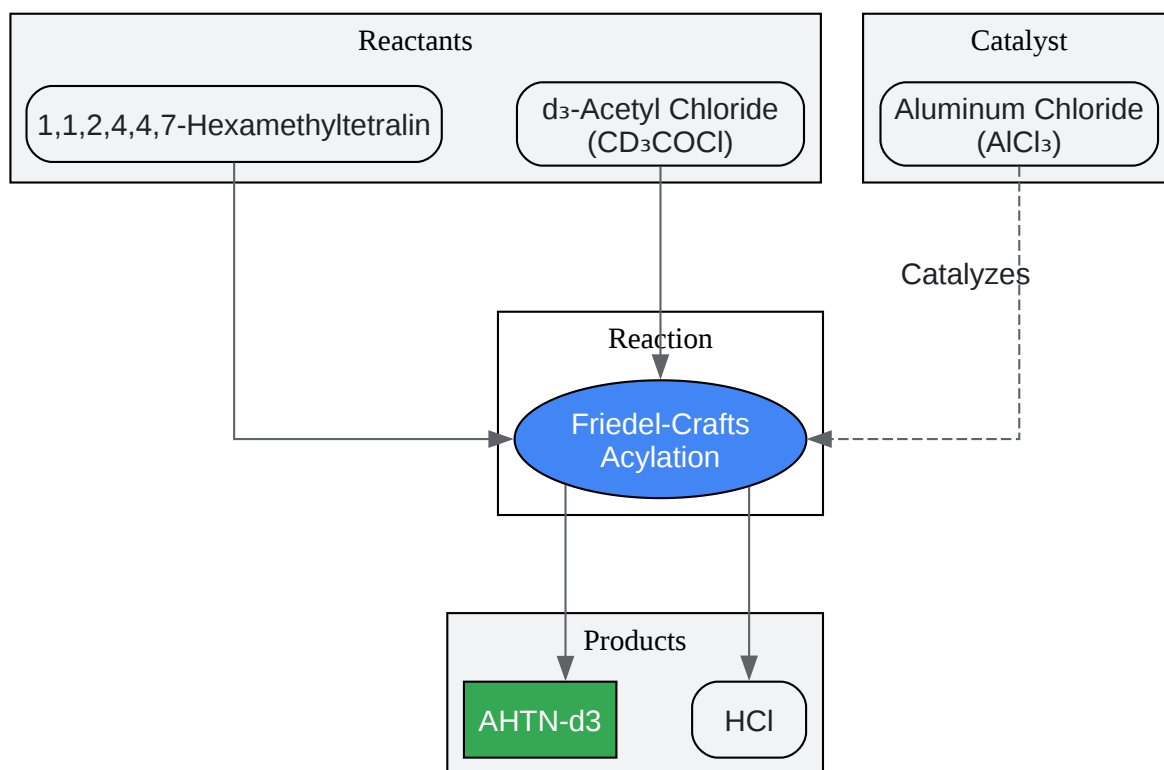 Reactants
Catalyst
1,1,2,4,4,7-Hexamethyltetralin
d₃-Acetyl Chloride
(CD₃COCl)
Aluminum Chloride
(AlCl₃)
Catalyzes
Reaction
Friedel-Crafts
Acylation
Products
AHTN-d3
HCl